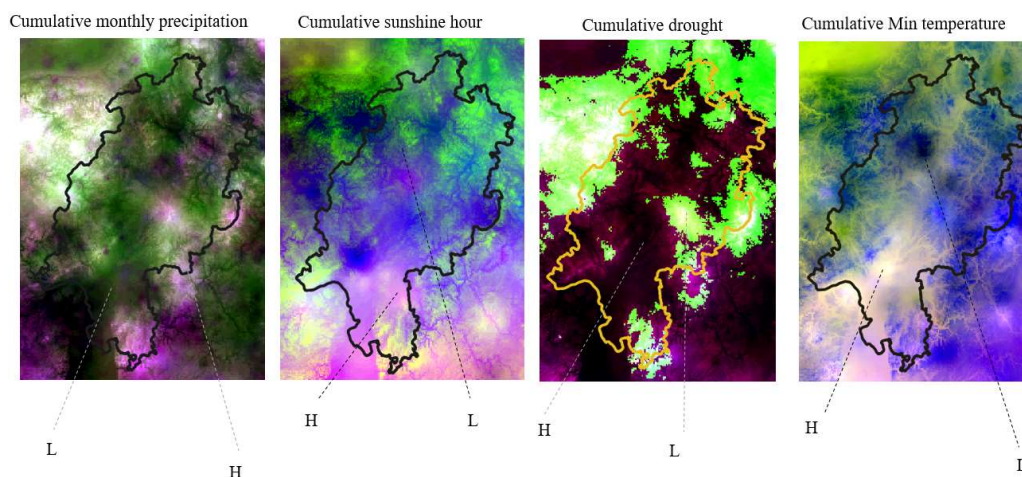 Cumulative monthly precipitation
Cumulative sunshine hour
Cumulative drought
Cumulative Min temperature
L
H
H
L
H
L
H
L